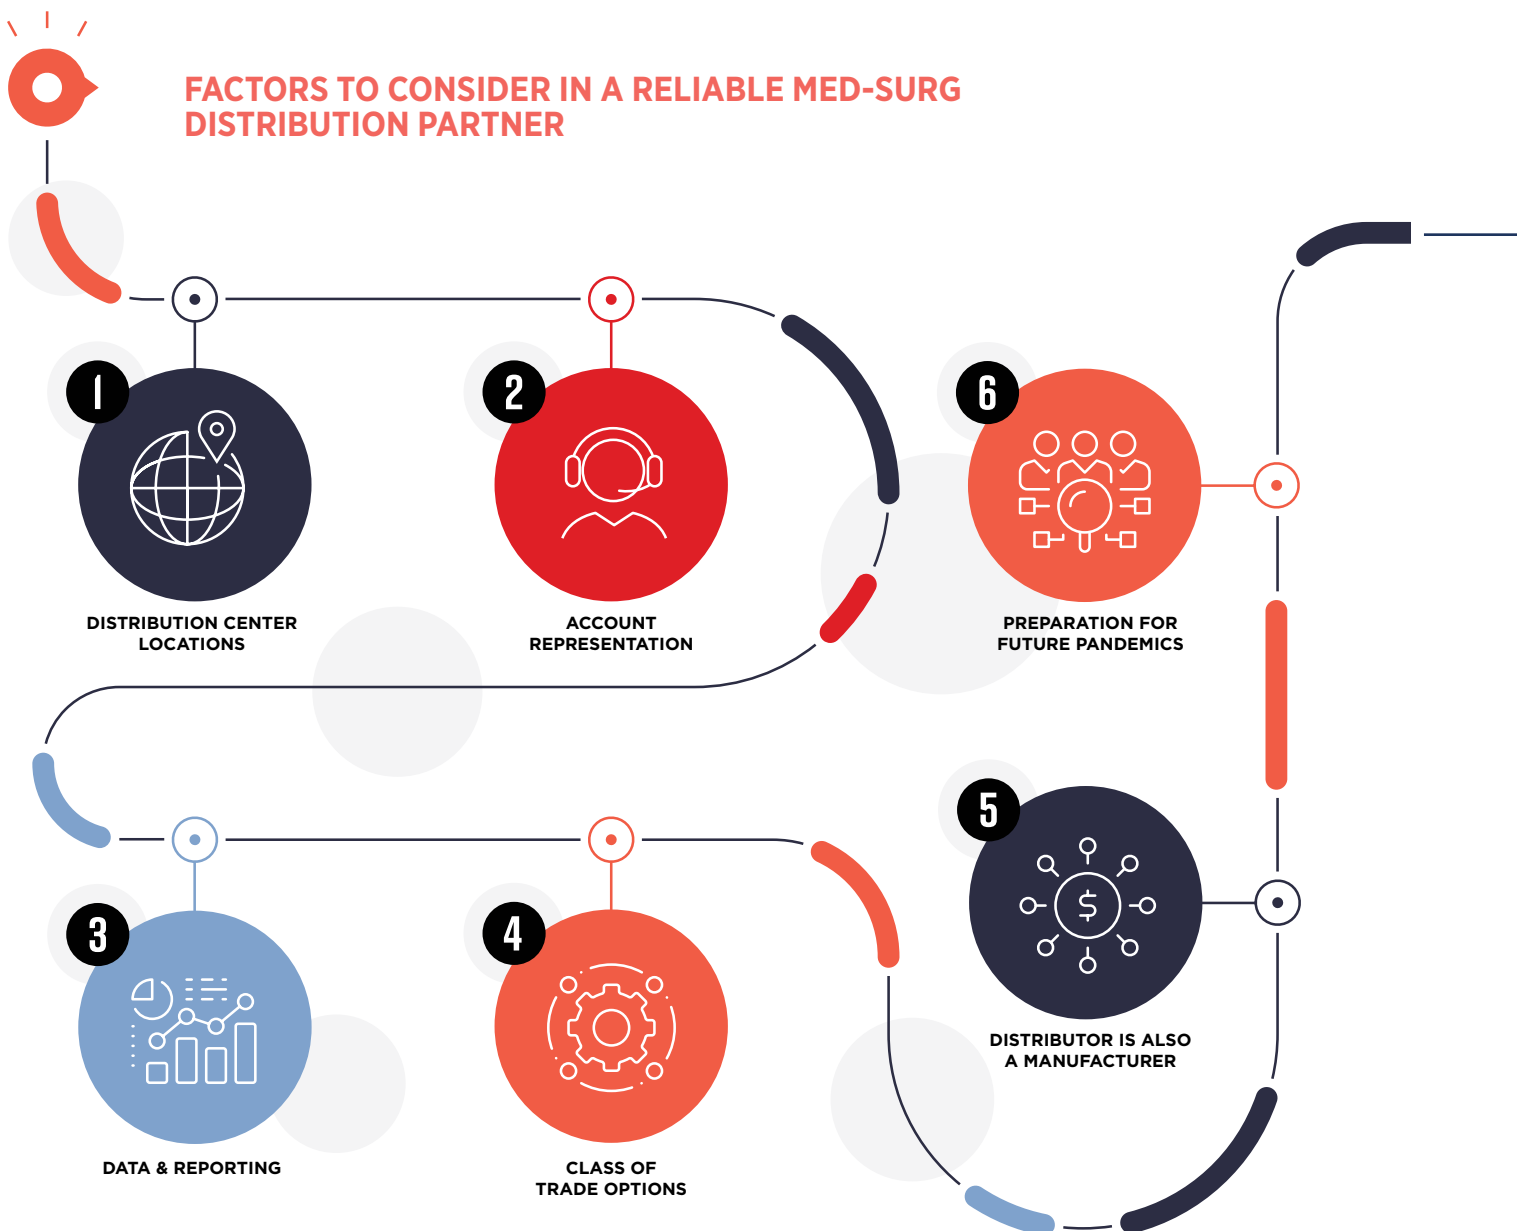 FACTORS TO CONSIDER IN A RELIABLE MED-SURG
DISTRIBUTION PARTNER
1
DISTRIBUTION CENTER
LOCATIONS
2
ACCOUNT
REPRESENTATION
3
DATA & REPORTING
4
CLASS OF
TRADE OPTIONS
5
$
DISTRIBUTOR IS ALSO
A MANUFACTURER
6
PREPARATION FOR
FUTURE PANDEMICS